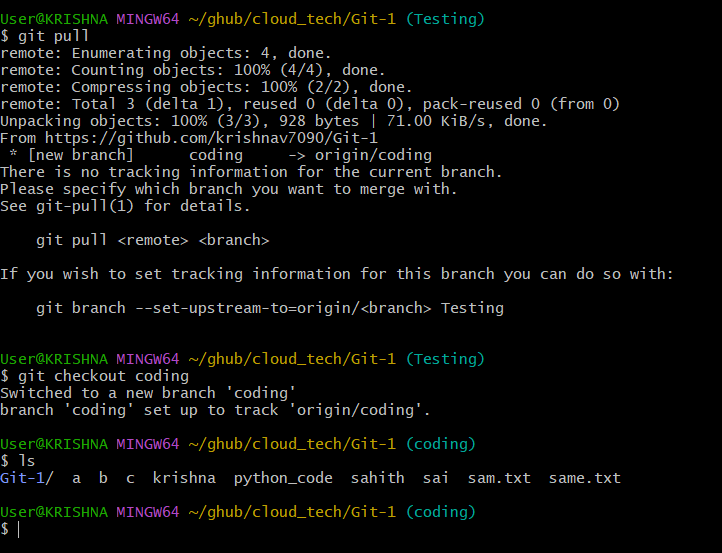 User@KRISHNA MINGW64 ~/ghub/cloud_tech/Git-1 (Testing)
$ git pull
remote: Enumerating objects: 4, done.
remote: Counting objects: 100% (4/4), done.
remote: Compressing objects: 100% (2/2), done.
remote: Total 3 (delta 1), reused 0 (delta 0), pack-reused 0 (from 0)
Unpacking objects: 100% (3/3), 928 bytes | 71.00 KiB/s, done.
From https://github.com/krishnav7090/Git-1
 * [new branch]      coding     -> origin/coding
There is no tracking information for the current branch.
Please specify which branch you want to merge with.
See git-pull(1) for details.

    git pull <remote> <branch>

If you wish to set tracking information for this branch you can do so with:

    git branch --set-upstream-to=origin/<branch> Testing


User@KRISHNA MINGW64 ~/ghub/cloud_tech/Git-1 (Testing)
$ git checkout coding
Switched to a new branch 'coding'
branch 'coding' set up to track 'origin/coding'.

User@KRISHNA MINGW64 ~/ghub/cloud_tech/Git-1 (coding)
$ ls
Git-1/  a  b  c  krishna  python_code  sahith  sai  sam.txt  same.txt

User@KRISHNA MINGW64 ~/ghub/cloud_tech/Git-1 (coding)
$